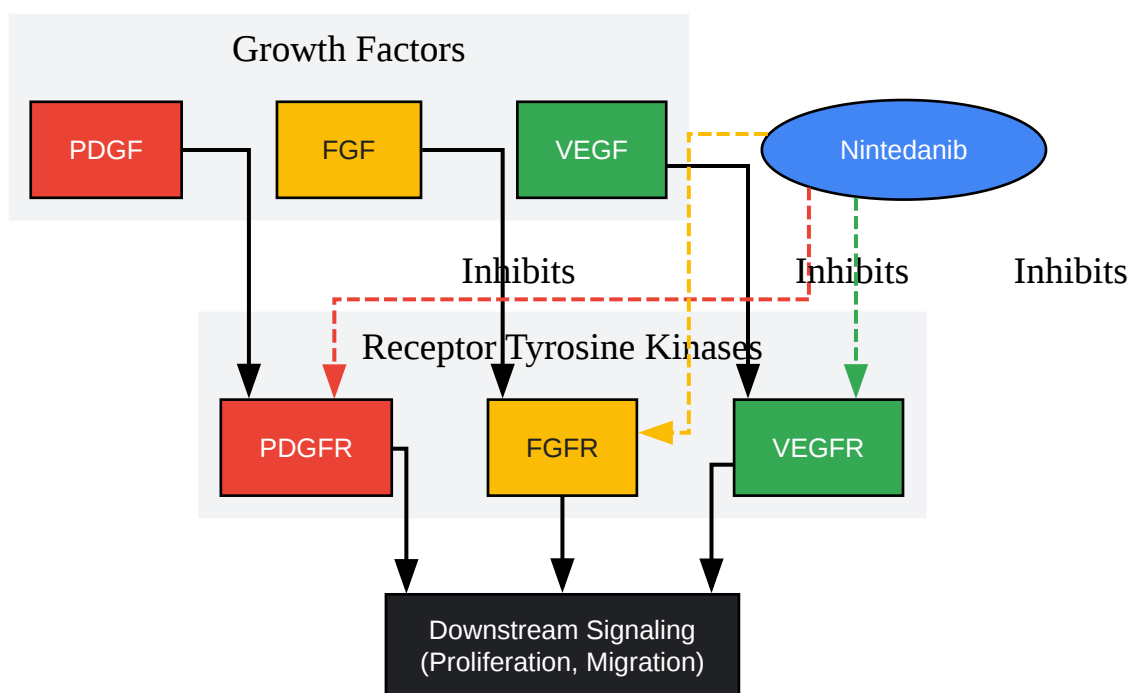 Growth Factors
PDGF
FGF
VEGF
Nintedanib
Inhibits
Inhibits
Inhibits
Receptor Tyrosine Kinases
PDGFR
FGFR
VEGFR
Downstream Signaling
(Proliferation, Migration)